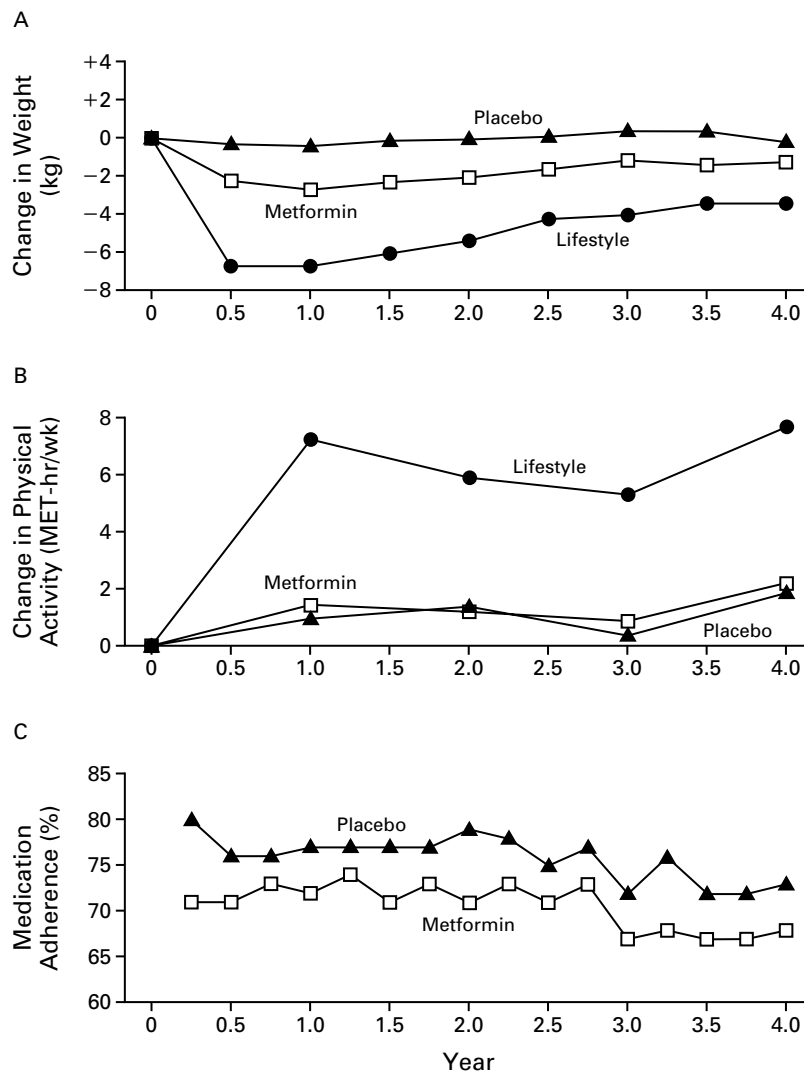 A
Change in Weight
(kg)
+4
+2
0
−2
−4
−6
−8
Placebo
Metformin
Lifestyle
0 0.5 1.0 1.5 2.0 2.5 3.0 3.5 4.0
B
Change in Physical
Activity (MET-hr/wk)
8
6
4
2
0
Lifestyle
Metformin
Placebo
0 0.5 1.0 1.5 2.0 2.5 3.0 3.5 4.0
C
Medication
Adherence (%)
85
80
75
70
65
60
Placebo
Metformin
0 0.5 1.0 1.5 2.0 2.5 3.0 3.5 4.0
Year